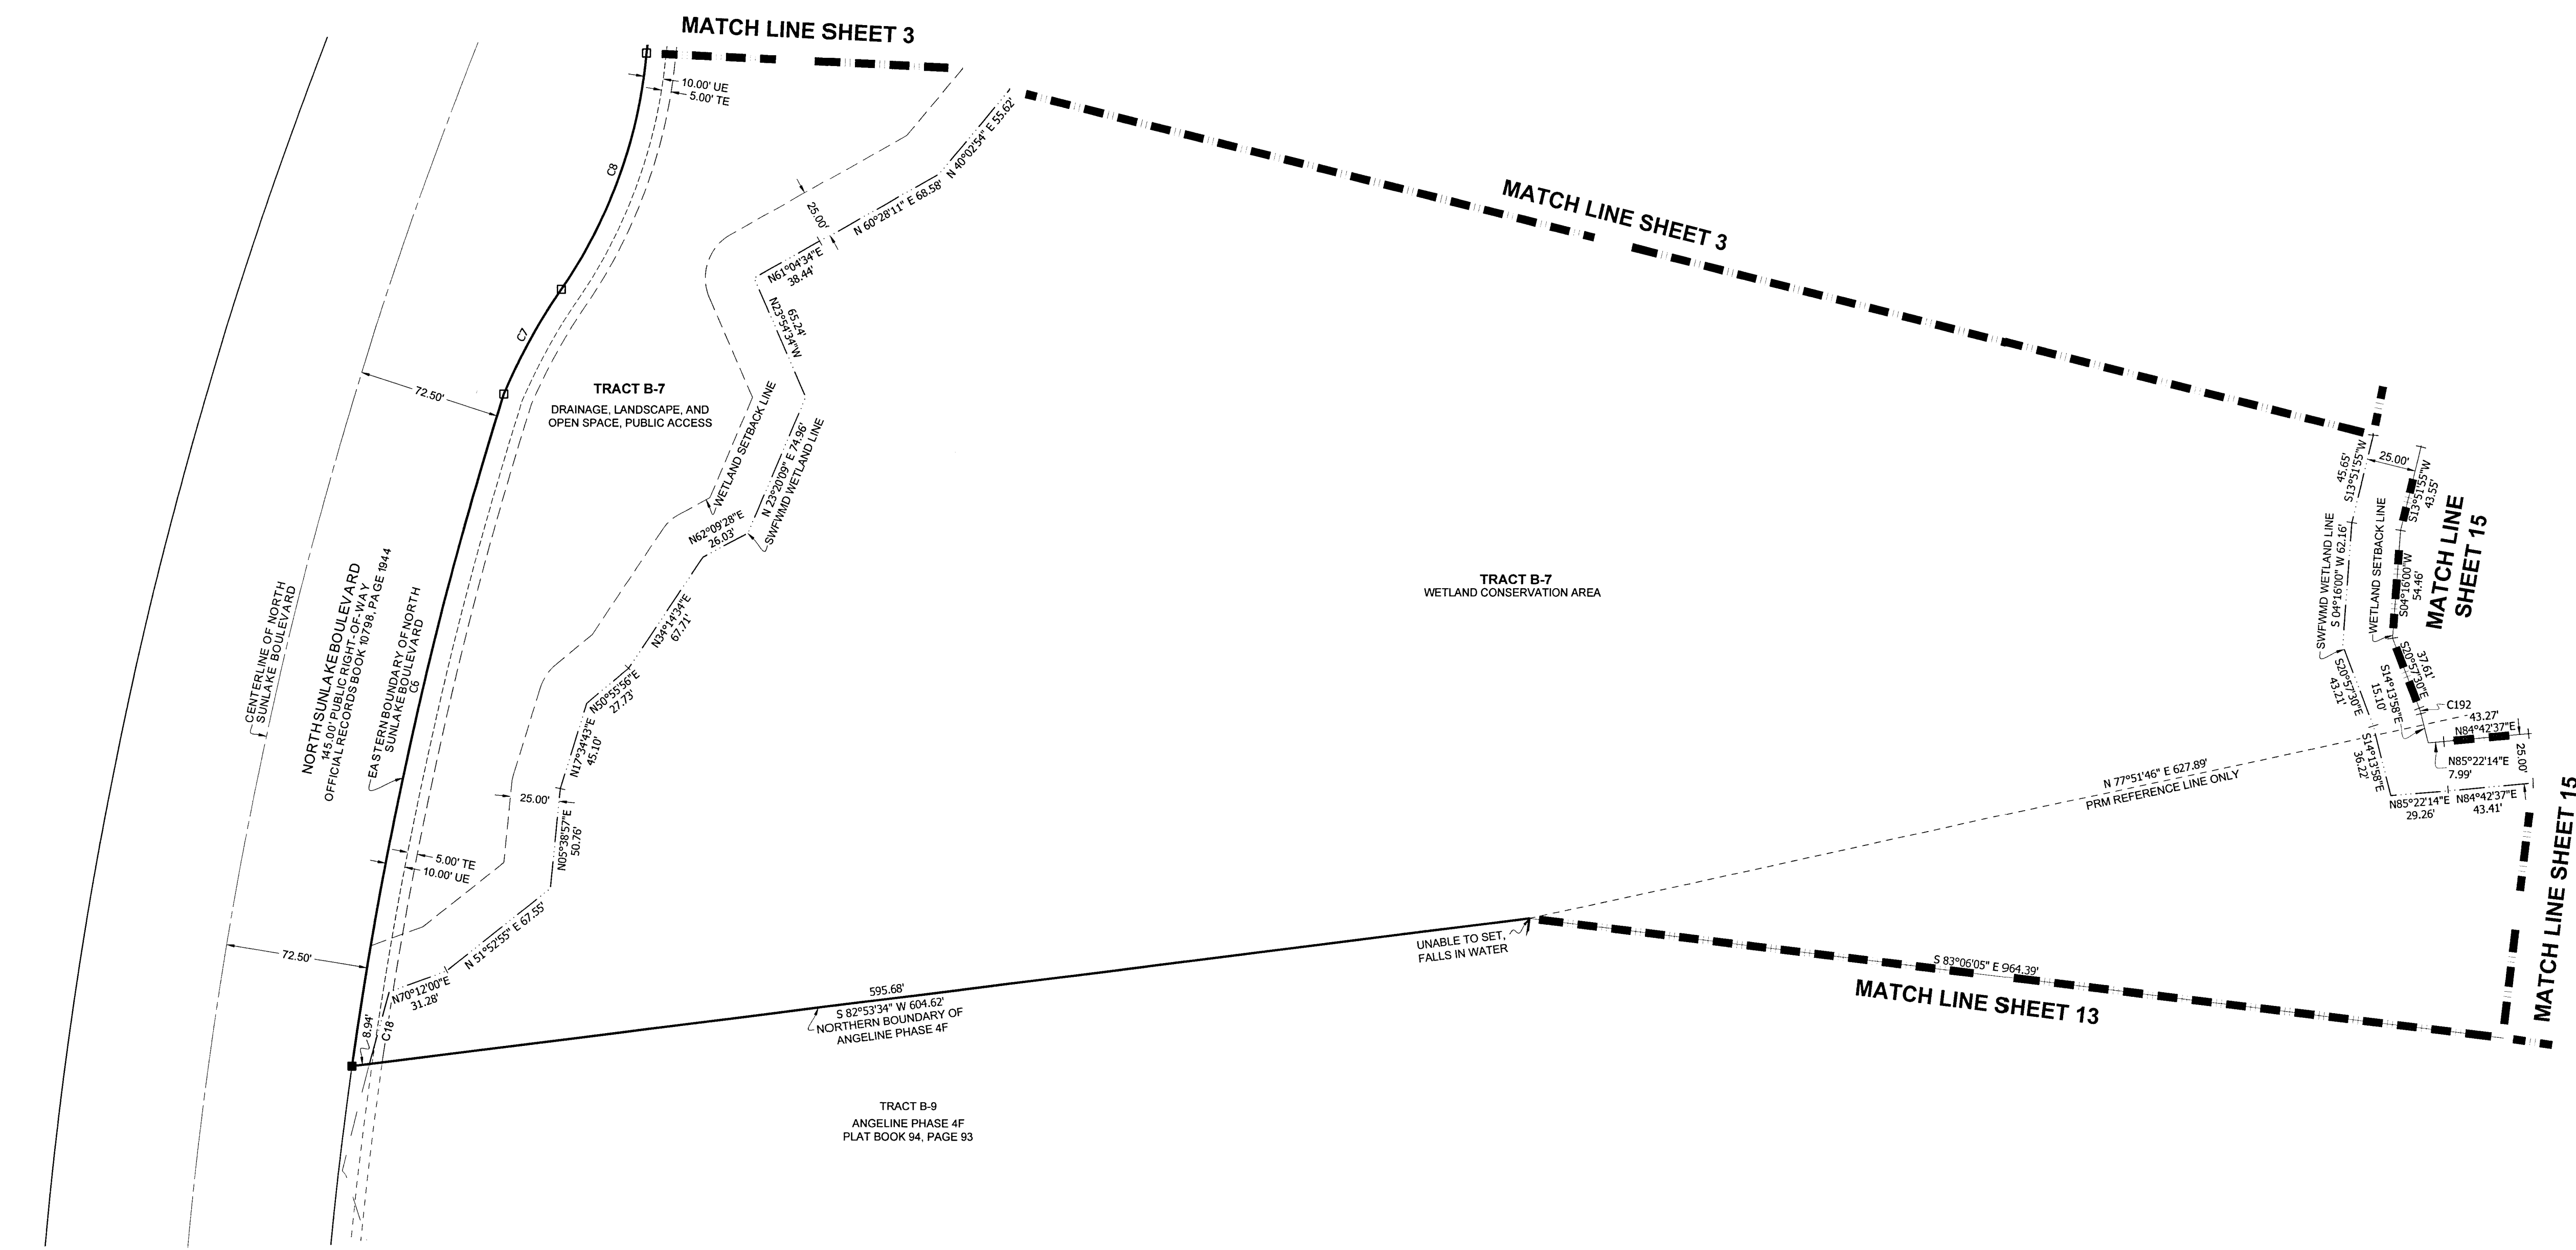 MATCH LINE SHEET 3
10.00' UE
5.00' TE
C8
N 40°02'54" E 55.62'
N 60°28'11" E 68.58'
25.00'
N61°04'34"E
38.44'
65.24'
N23°54'34"W
MATCH LINE SHEET 3
C7
72.50'
TRACT B-7
DRAINAGE, LANDSCAPE, AND
OPEN SPACE, PUBLIC ACCESS
WETLAND SETBACK LINE
N 23°20'09" E 74.96'
SWFWMD WETLAND LINE
N62°09'28"E
26.03'
N34°14'34"E
67.71'
N50°55'56"E
27.73'
N17°34'43"E
45.10'
25.00'
N05°38'57"E
50.76'
N 51°52'55" E 67.55'
N70°12'00"E
31.28'
CENTERLINE OF NORTH
SUNLAKE BOULEVARD
NORTH SUNLAKE BOULEVARD
145.00' PUBLIC RIGHT-OF-WAY
OFFICIAL RECORDS BOOK 10798, PAGE 1944
EASTERN BOUNDARY OF NORTH
SUNLAKE BOULEVARD
C6
5.00' TE
10.00' UE
72.50'
8.94'
C18
TRACT B-7
WETLAND CONSERVATION AREA
45.65'
S13°51'55"W
25.00'
S13°51'55"W
43.55'
SWFWMD WETLAND LINE
S 04°16'00" W 62.16'
WETLAND SETBACK LINE
S04°16'00"W
54.46'
MATCH LINE
SHEET 15
37.61'
S20°57'30"E
S20°57'30"E
43.21'
S14°13'58"E
15.10'
C192
43.27'
N84°42'37"E
25.00'
N85°22'14"E
7.99'
S14°13'58"E
36.22'
N85°22'14"E
29.26'
N84°42'37"E
43.41'
N 77°51'46" E 627.89'
PRM REFERENCE LINE ONLY
MATCH LINE SHEET 15
UNABLE TO SET,
FALLS IN WATER
S 83°06'05" E 964.39'
MATCH LINE SHEET 13
595.68'
S 82°53'34" W 604.62'
NORTHERN BOUNDARY OF
ANGELINE PHASE 4F
TRACT B-9
ANGELINE PHASE 4F
PLAT BOOK 94, PAGE 93